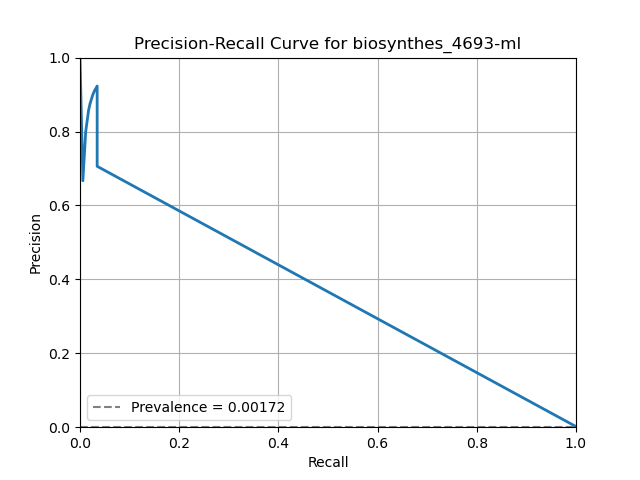 Precision-Recall Curve for biosynthes_4693-ml
1.0
0.8
0.6
0.4
0.2
0.0
Precision
Prevalence = 0.00172
0.0 0.2 0.4 0.6 0.8 1.0
Recall